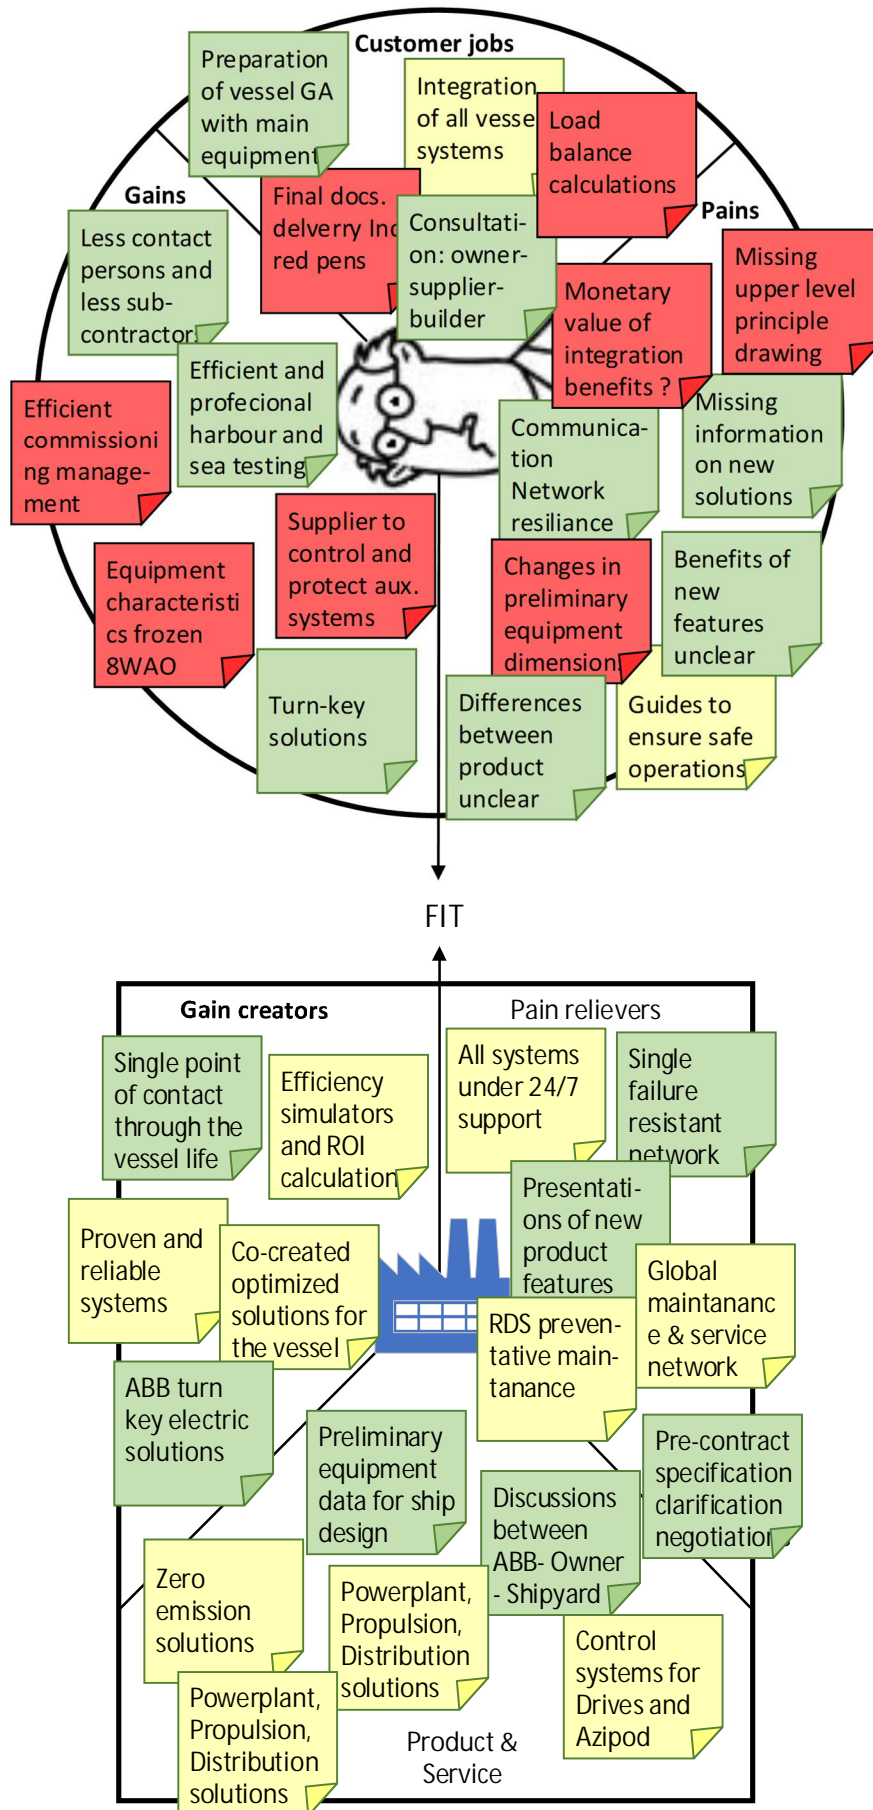 Customer jobs
Preparation
of vessel GA
with main
equipment
Integration
of all vesse
systems
Load
balance
calculations
Final docs.
delverry Inc
red pens
Consultati-
on: owner-
supplier-
builder
Gains
Less contact
persons and
less sub-
contractor
Efficient and
profecional
harbour and
sea testing
Efficient
commissioni
ng manage-
ment
Supplier to
control and
protect aux.
systems
Equipment
characteristi
cs frozen
8WAO
Turn-key
solutions
Pains
Missing
upper level
principle
drawing
Monetary
value of
integration
benefits ?
Missing
information
on new
solutions
Communica-
tion
Network
resiliance
Changes in
preliminary
equipment
dimension
Benefits of
new
features
unclear
Differences
between
product
unclear
Guides to
ensure safe
operations
FIT
Gain creators
Single point
of contact
through the
vessel life
Efficiency
simulators
and ROI
calculation
Proven and
reliable
systems
Co-created
optimized
solutions for
the vessel
ABB turn
key electric
solutions
Pain relievers
All systems
under 24/7
support
Single
failure
resistant
network
Presentati-
ons of new
product
features
Global
maintananc
e & service
network
RDS preven-
tative main-
tanance
Pre-contract
specification
clarification
negotiations
Preliminary
equipment
data for ship
design
Discussions
between
ABB- Owner
- Shipyard
Zero
emission
solutions
Powerplant,
Propulsion,
Distribution
solutions
Powerplant,
Propulsion,
Distribution
solutions
Control
systems for
Drives and
Azipod
Product &
Service